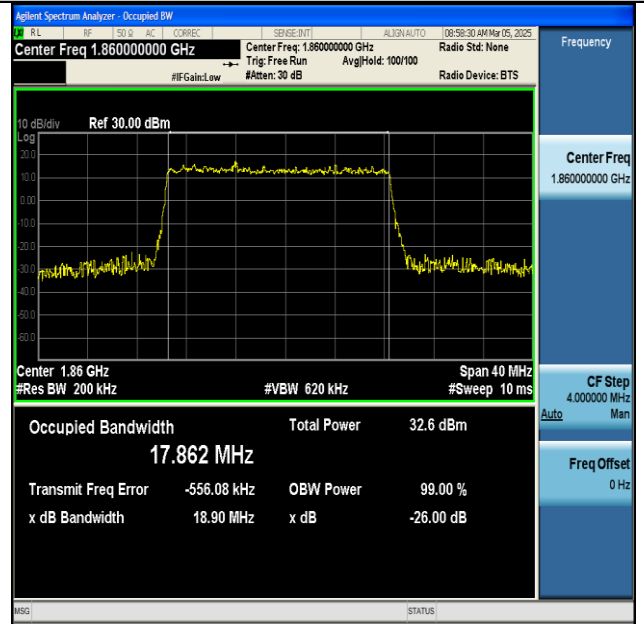 Agilent Spectrum Analyzer - Occupied BW
LXI RL RF 50 Ω AC CORREC SENSE:INT ALIGN AUTO 08:58:30 AM Mar 05, 2025
Center Freq 1.860000000 GHz
Center Freq: 1.860000000 GHz
Radio Std: None
Trig: Free Run Avg|Hold: 100/100
#IFGain:Low
#Atten: 30 dB
Radio Device: BTS
Frequency
10 dB/div Ref 30.00 dBm
Log
20.0
10.0
0.00
-10.0
-20.0
-30.0
-40.0
-50.0
-60.0
Center 1.86 GHz
Span 40 MHz
#Res BW 200 kHz
#VBW 620 kHz
#Sweep 10 ms
Occupied Bandwidth
17.862 MHz
Total Power 32.6 dBm
Transmit Freq Error -556.08 kHz
OBW Power 99.00 %
x dB Bandwidth 18.90 MHz
x dB -26.00 dB
Center Freq
1.860000000 GHz
CF Step
4.000000 MHz
Auto Man
Freq Offset
0 Hz
MSG
STATUS